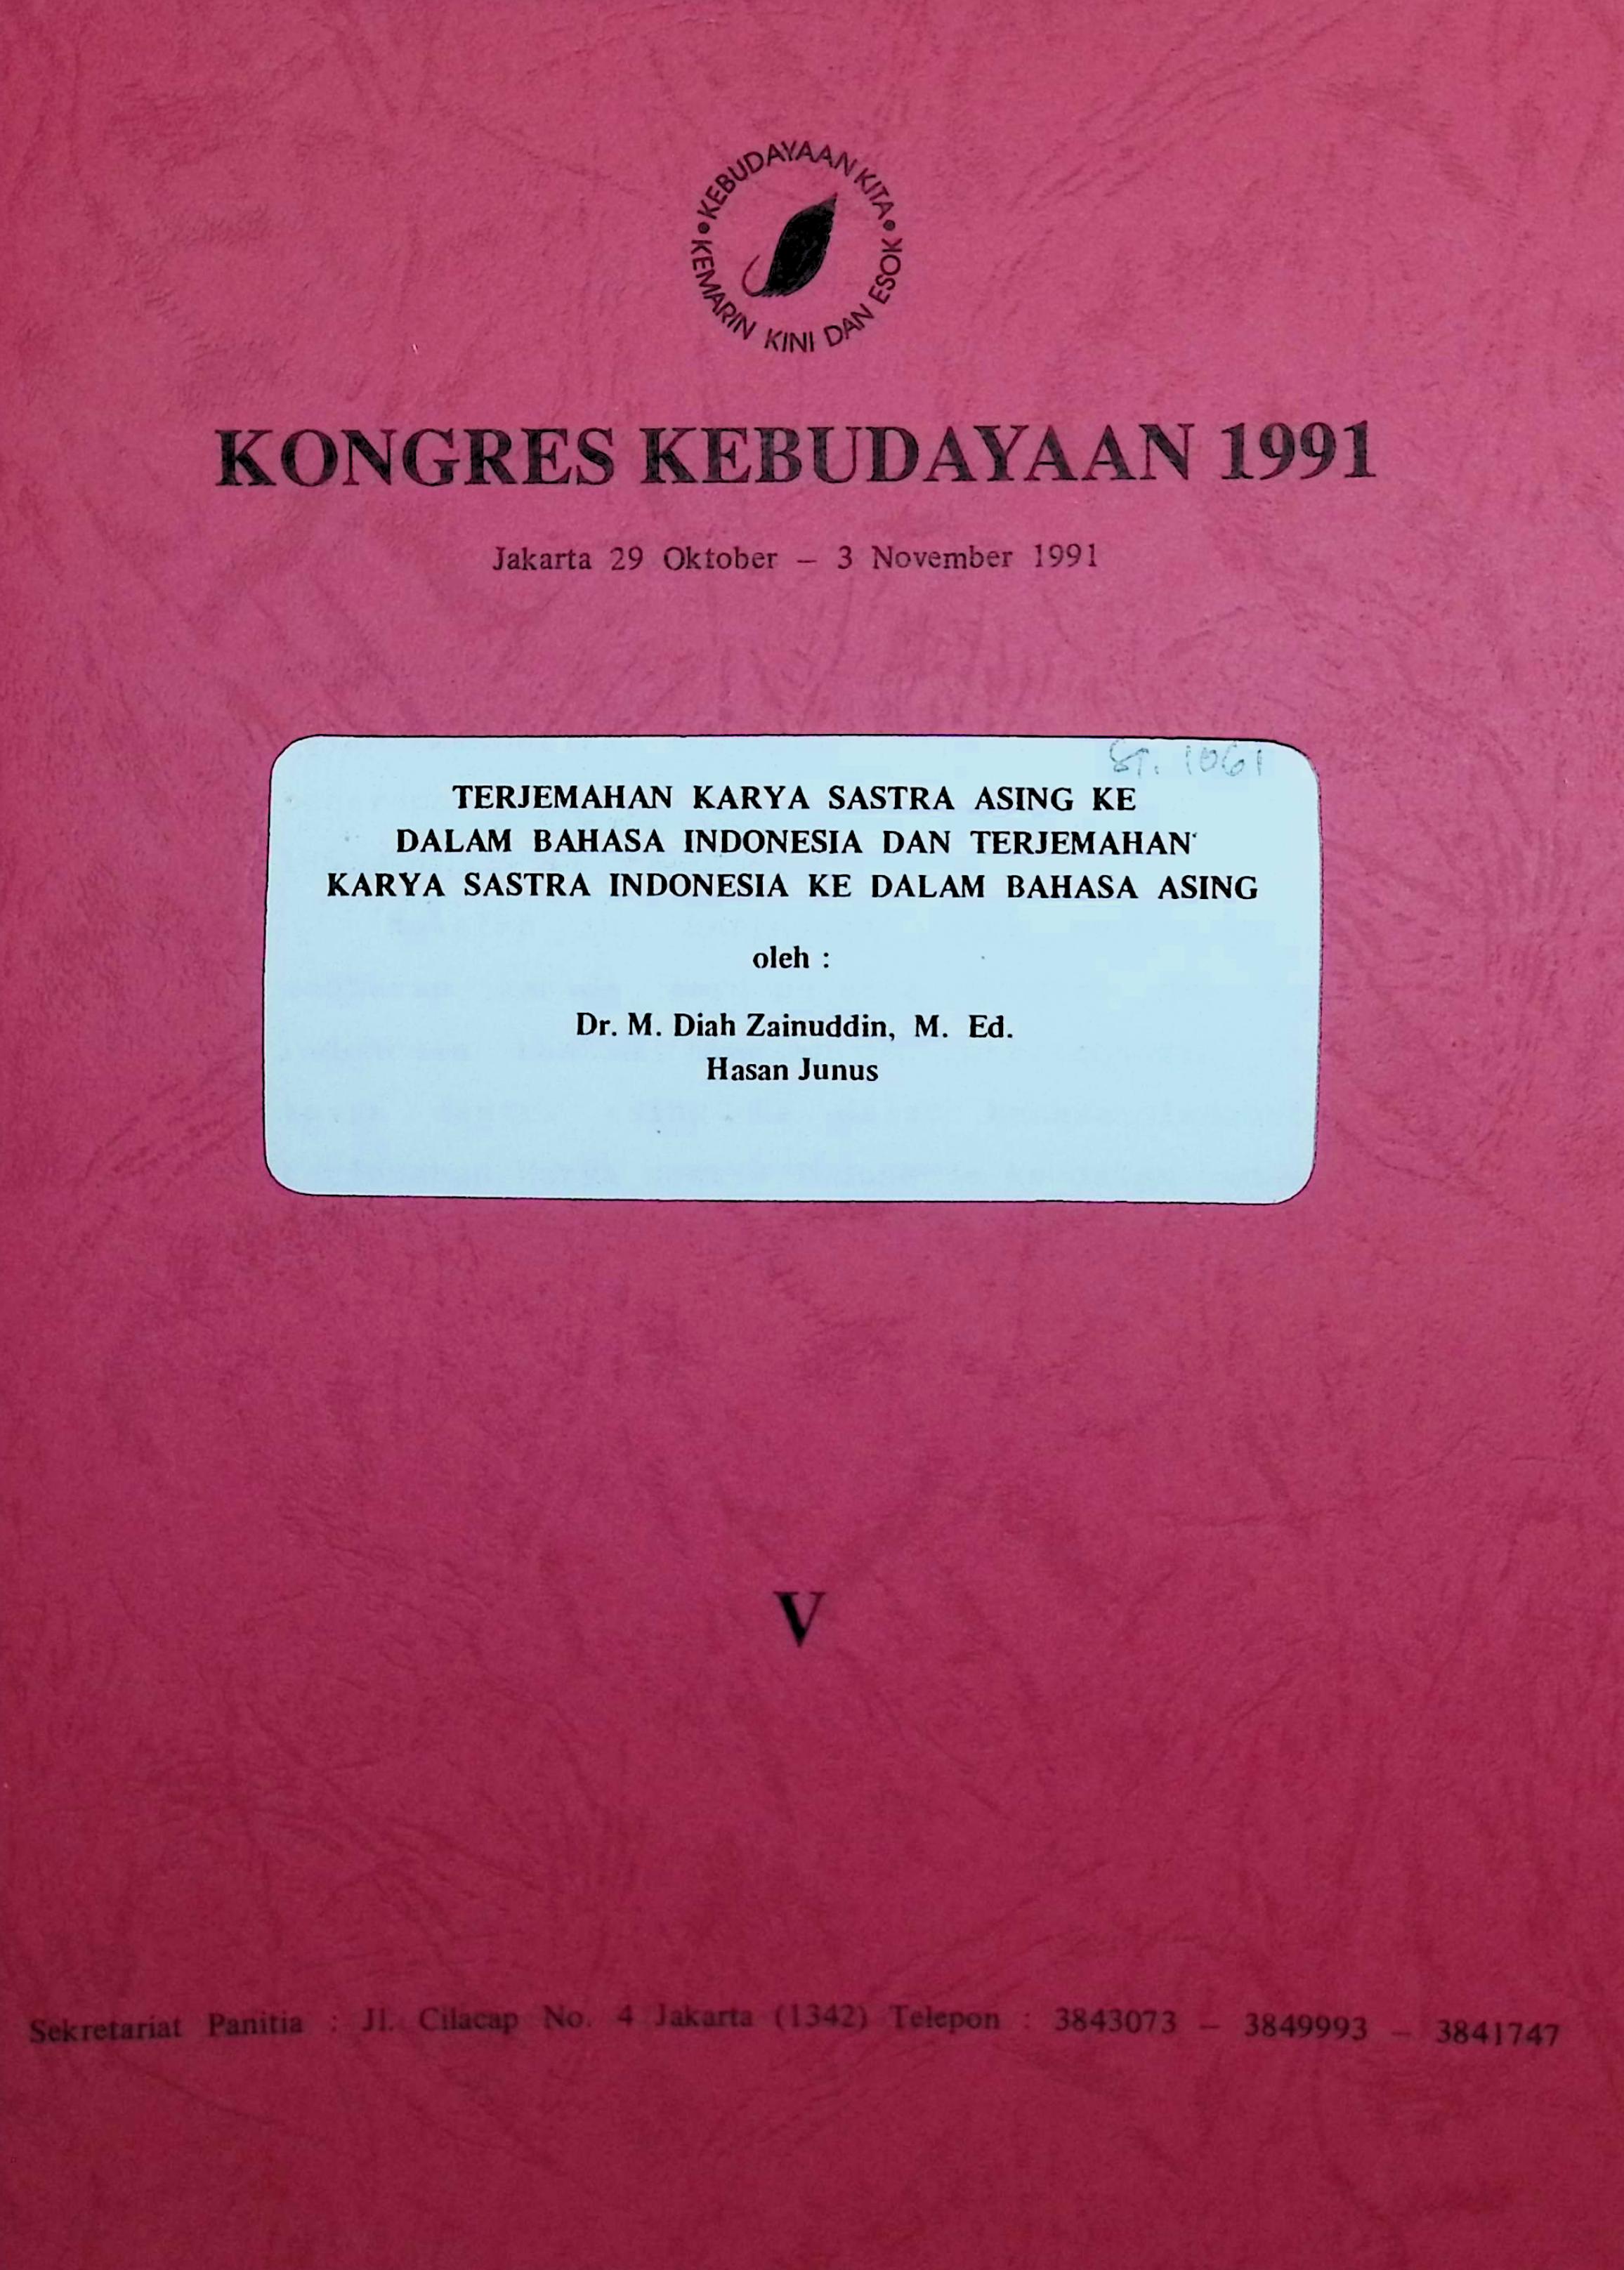 • KEBUDAYAAN KITA •
KEMARIN KINI DAN ESOK
KONGRES KEBUDAYAAN 1991
Jakarta 29 Oktober – 3 November 1991
ST. 1061
TERJEMAHAN KARYA SASTRA ASING KE
DALAM BAHASA INDONESIA DAN TERJEMAHAN
KARYA SASTRA INDONESIA KE DALAM BAHASA ASING
oleh :
Dr. M. Diah Zainuddin, M. Ed.
Hasan Junus
V
Sekretariat Panitia : Jl. Cilacap No. 4 Jakarta (1342) Telepon : 3843073 – 3849993 – 3841747